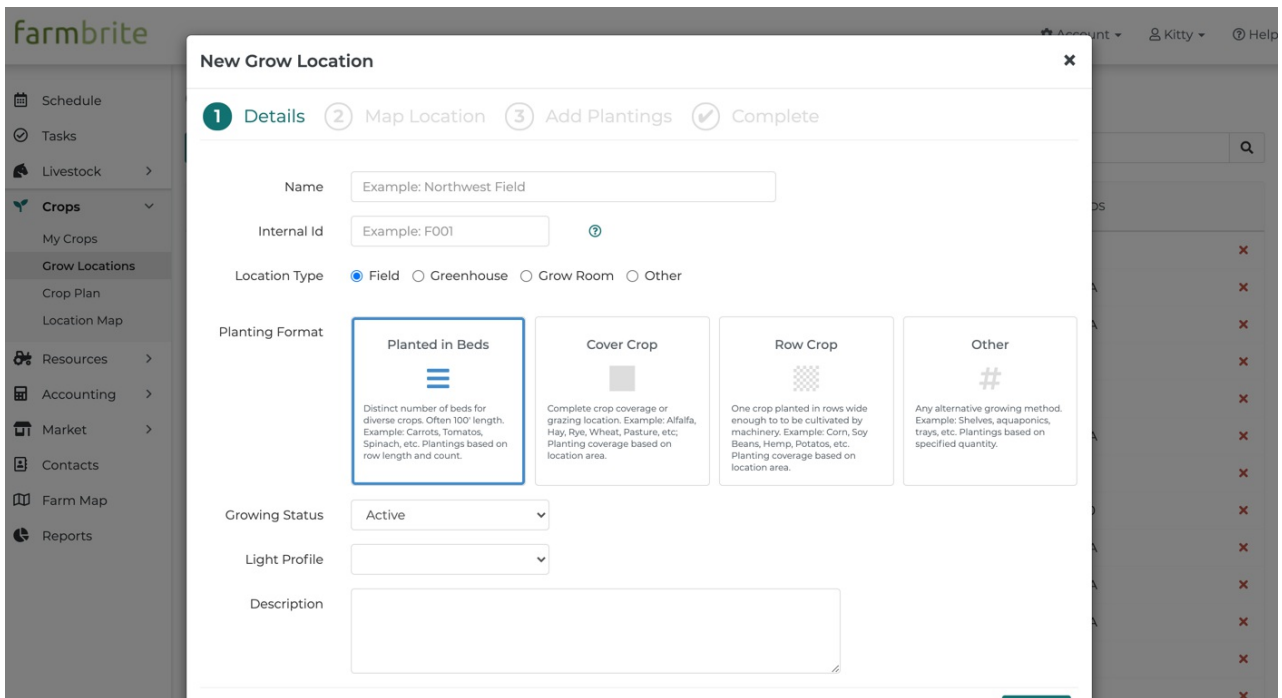 farmbrite
Account
Kitty
Help
New Grow Location
1 Details 2 Map Location 3 Add Plantings Complete
Schedule
Tasks
Livestock
Crops
My Crops
Grow Locations
Crop Plan
Location Map
Resources
Accounting
Market
Contacts
Farm Map
Reports
Name
Example: Northwest Field
Internal Id
Example: F001
Location Type
Field Greenhouse Grow Room Other
Planting Format
Planted in Beds
Distinct number of beds for
diverse crops. Often 100' length.
Example: Carrots, Tomatos,
Spinach, etc. Plantings based on
row length and count.
Cover Crop
Complete crop coverage or
grazing location. Example: Alfalfa,
Hay, Rye, Wheat, Pasture, etc;
Planting coverage based on
location area.
Row Crop
One crop planted in rows wide
enough to to be cultivated by
machinery. Example: Corn, Soy
Beans, Hemp, Potatos, etc.
Planting coverage based on
location area.
Other
#
Any alternative growing method.
Example: Shelves, aquaponics,
trays, etc. Plantings based on
specified quantity.
Growing Status
Active
Light Profile
Description